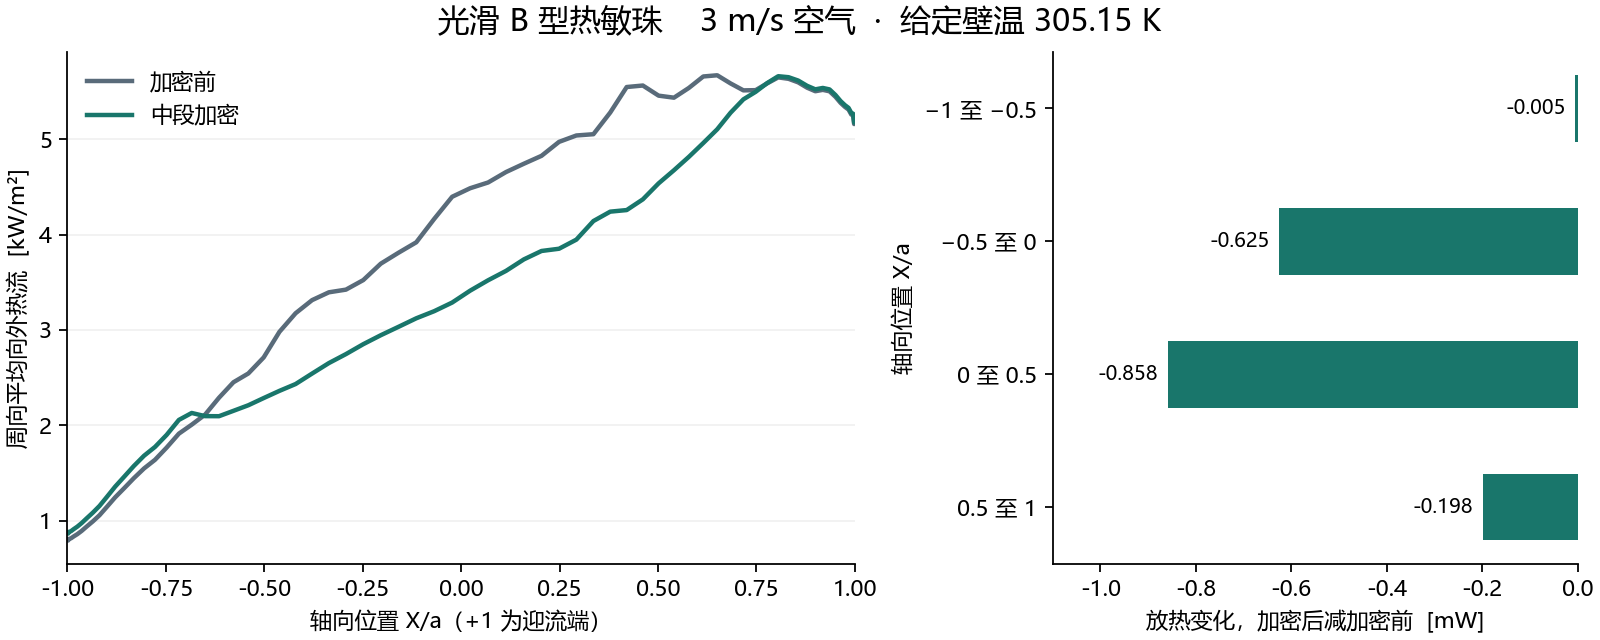 光滑 B 型热敏珠 3 m/s 空气 · 给定壁温 305.15 K
加密前
中段加密
周向平均向外热流 [kW/m²]
5
4
3
2
1
-1.00
-0.75
-0.50
-0.25
0.00
0.25
0.50
0.75
1.00
轴向位置 X/a（+1 为迎流端）
轴向位置 X/a
−1 至 −0.5
−0.5 至 0
0 至 0.5
0.5 至 1
-0.005
-0.625
-0.858
-0.198
-1.0
-0.8
-0.6
-0.4
-0.2
0.0
放热变化，加密后减加密前 [mW]